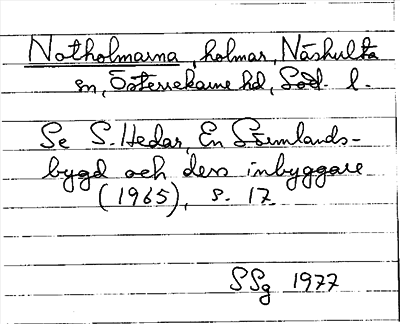 Notholmarna, holmar, Näshulta
sn, Österrekarne hd, Söd. l.
Se S. Hedar, En Sörmlands-
bygd och dess inbyggare
(1965), s. 17
SSg 1977